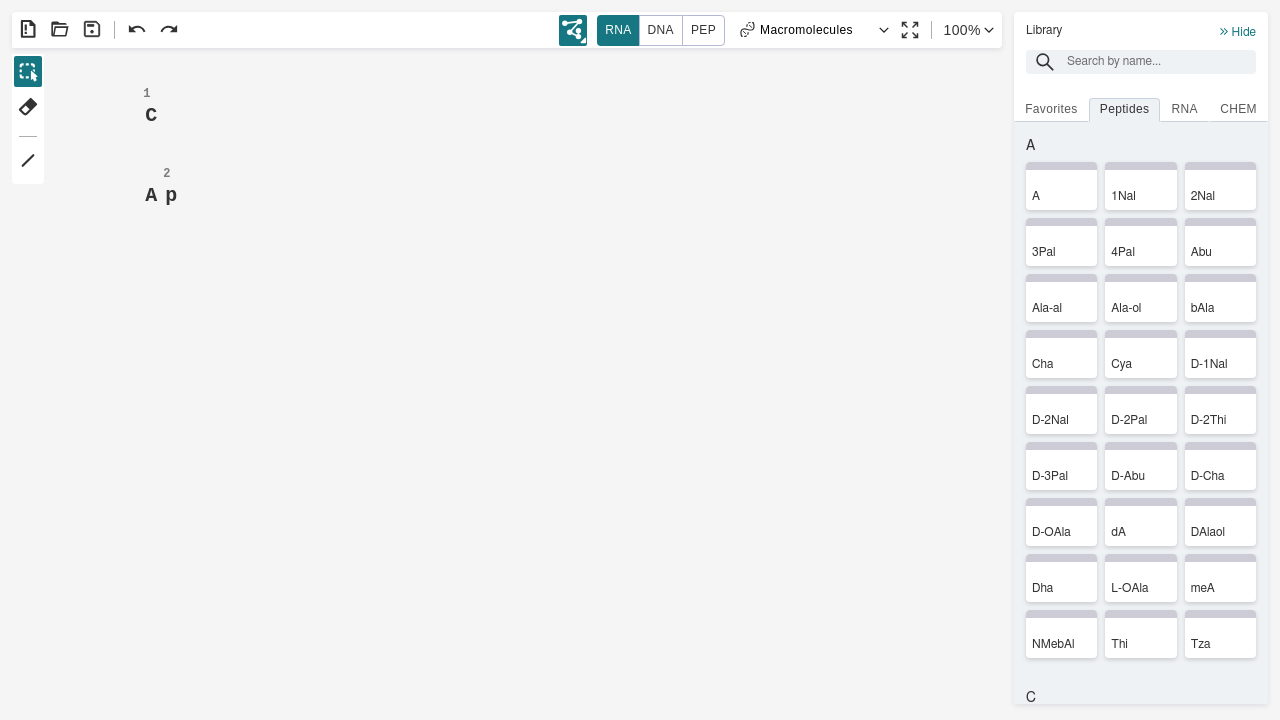 RNA DNA PEP Macromolecules 100%
Library
Hide
Search by name...
Favorites Peptides RNA CHEM
1
C
2
A p
A
A 1Nal 2Nal
3Pal 4Pal Abu
Ala-al Ala-ol bAla
Cha Cya D-1Nal
D-2Nal D-2Pal D-2Thi
D-3Pal D-Abu D-Cha
D-OAla dA DAlaol
Dha L-OAla meA
NMebAl Thi Tza
C